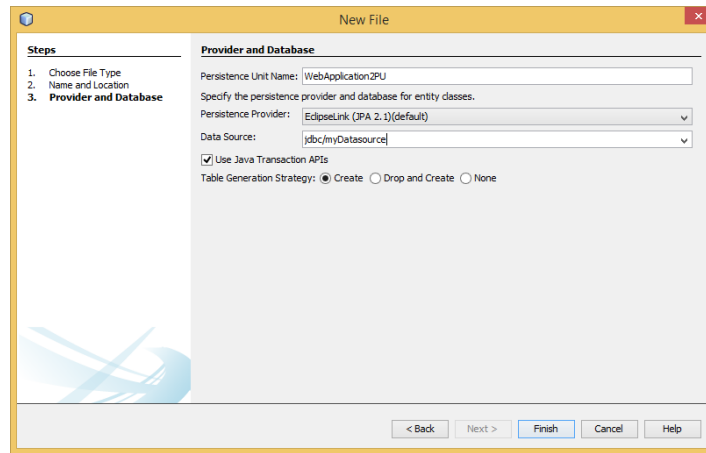 New File
Steps
1. Choose File Type
2. Name and Location
3. Provider and Database
Provider and Database
Persistence Unit Name: WebApplication2PU
Specify the persistence provider and database for entity classes.
Persistence Provider: EclipseLink (JPA 2.1)(default)
Data Source: jdbc/myDatasource
Use Java Transaction APIs
Table Generation Strategy: Create Drop and Create None
< Back Next > Finish Cancel Help